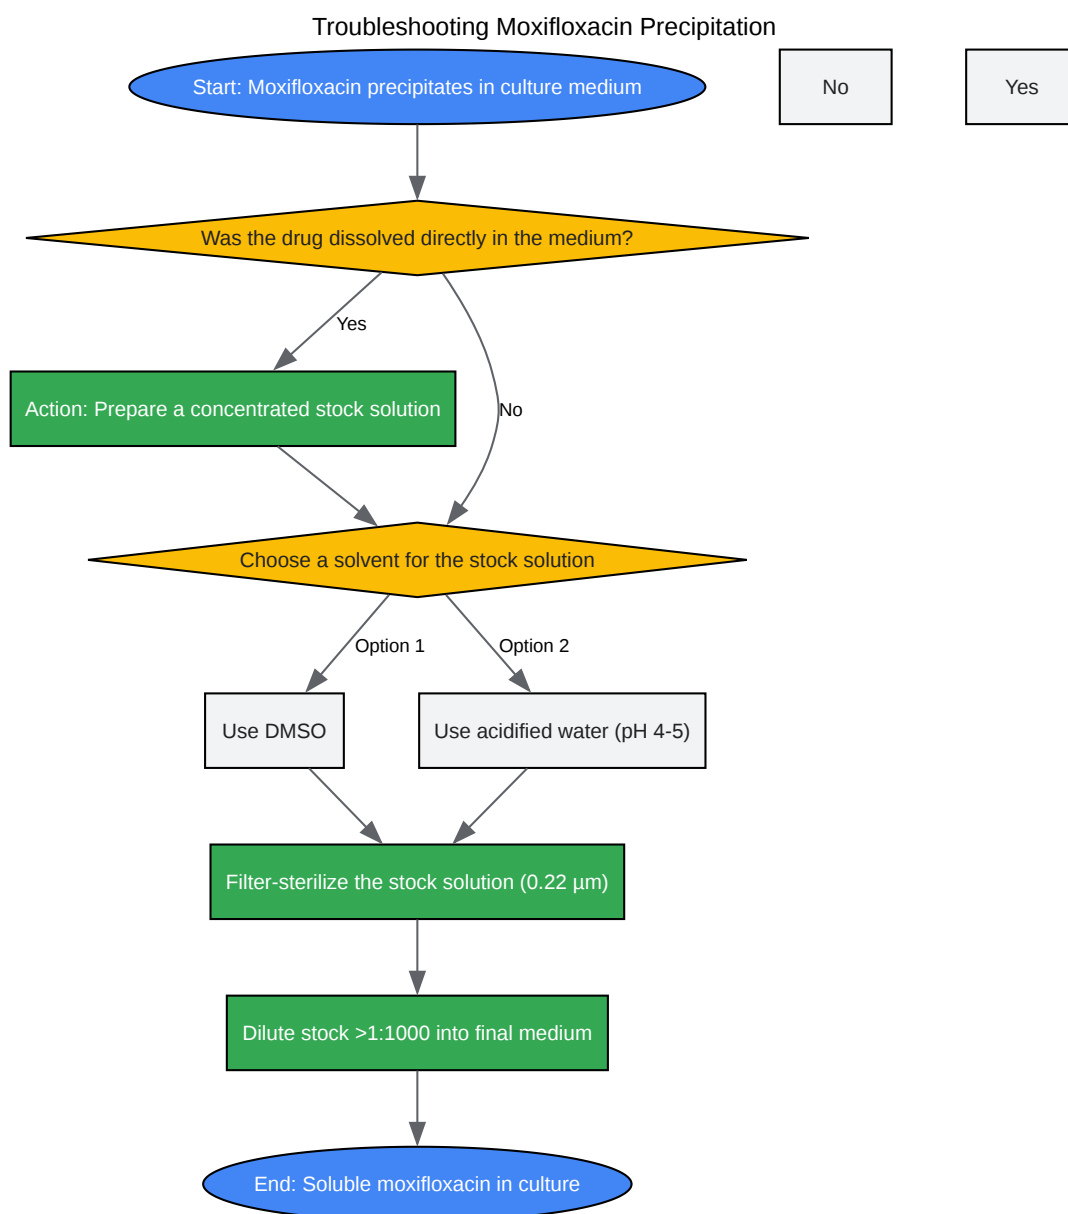 Troubleshooting Moxifloxacin Precipitation
Start: Moxifloxacin precipitates in culture medium
No
Yes
Was the drug dissolved directly in the medium?
Yes
Action: Prepare a concentrated stock solution
No
Choose a solvent for the stock solution
Option 1
Option 2
Use DMSO
Use acidified water (pH 4-5)
Filter-sterilize the stock solution (0.22 µm)
Dilute stock >1:1000 into final medium
End: Soluble moxifloxacin in culture